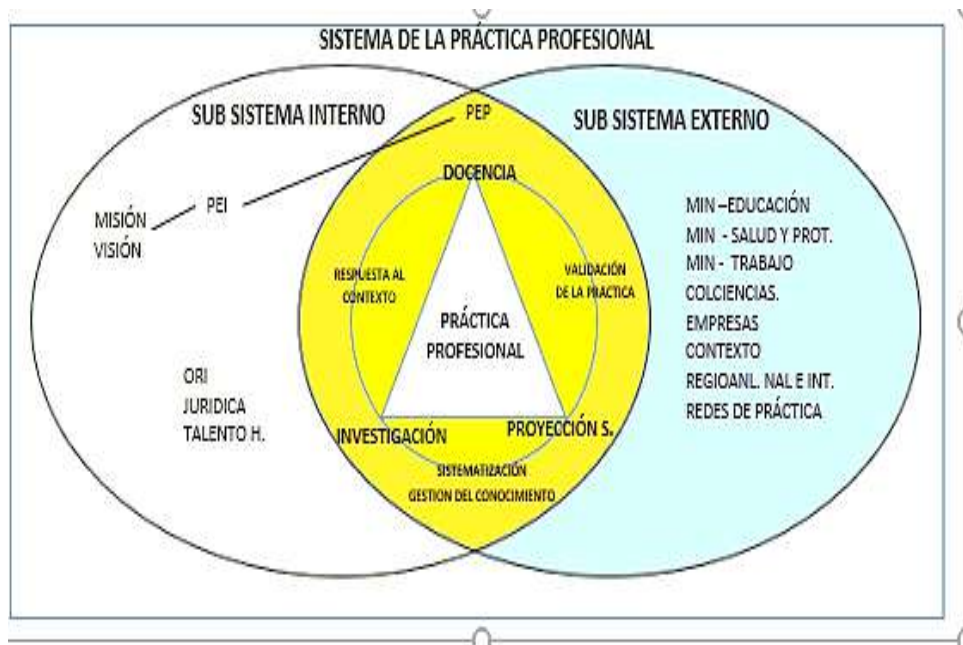 SISTEMA DE LA PRÁCTICA PROFESIONAL
SUB SISTEMA INTERNO
MISIÓN
VISIÓN
PEI
ORI
JURIDICA
TALENTO H.
PEP
DOCENCIA
RESPUESTA AL
CONTEXTO
VALIDACIÓN
DE LA PRACTICA
PRÁCTICA
PROFESIONAL
INVESTIGACIÓN
PROYECCIÓN S.
SISTEMATIZACIÓN
GESTION DEL CONOCIMIENTO
SUB SISTEMA EXTERNO
MIN –EDUCACIÓN
MIN - SALUD Y PROT.
MIN - TRABAJO
COLCIENCIAS.
EMPRESAS
CONTEXTO
REGIOANL. NAL E INT.
REDES DE PRÁCTICA